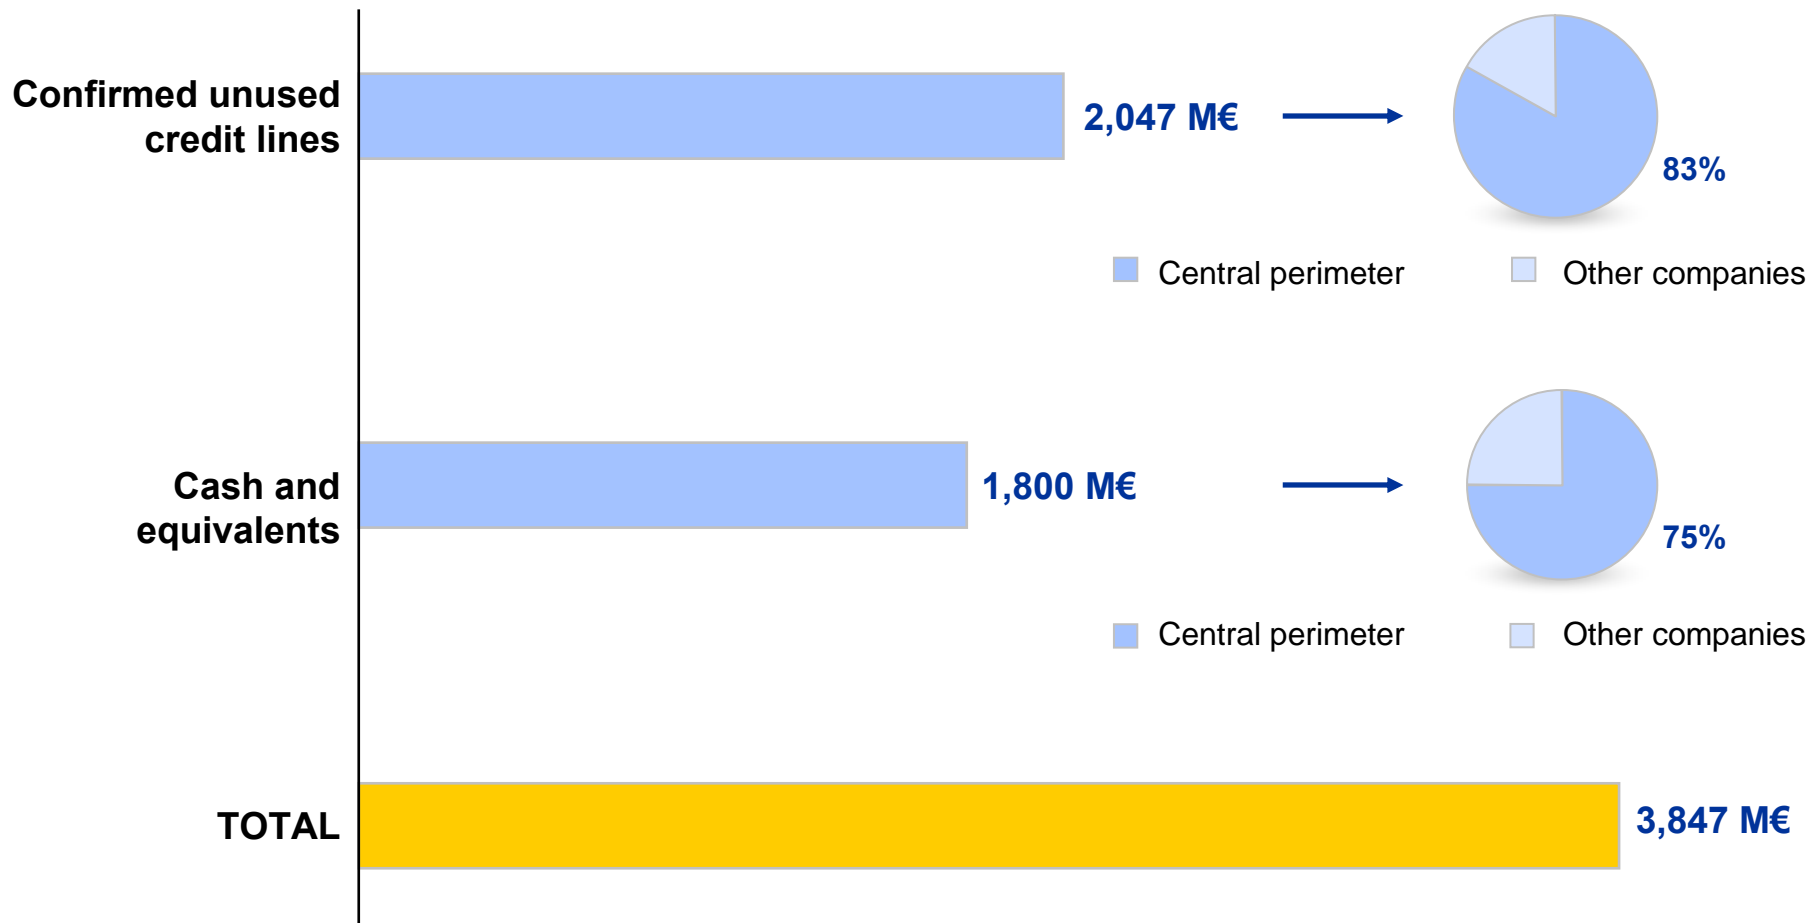 Confirmed unused
credit lines
2,047 M€
83%
Central perimeter
Other companies
Cash and
equivalents
1,800 M€
75%
Central perimeter
Other companies
TOTAL
3,847 M€